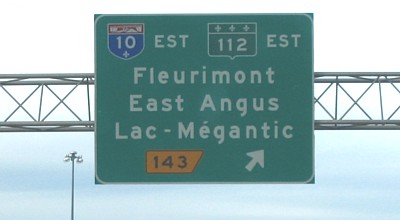 10 EST 112 EST
Fleurimont
East Angus
Lac-Mégantic
143